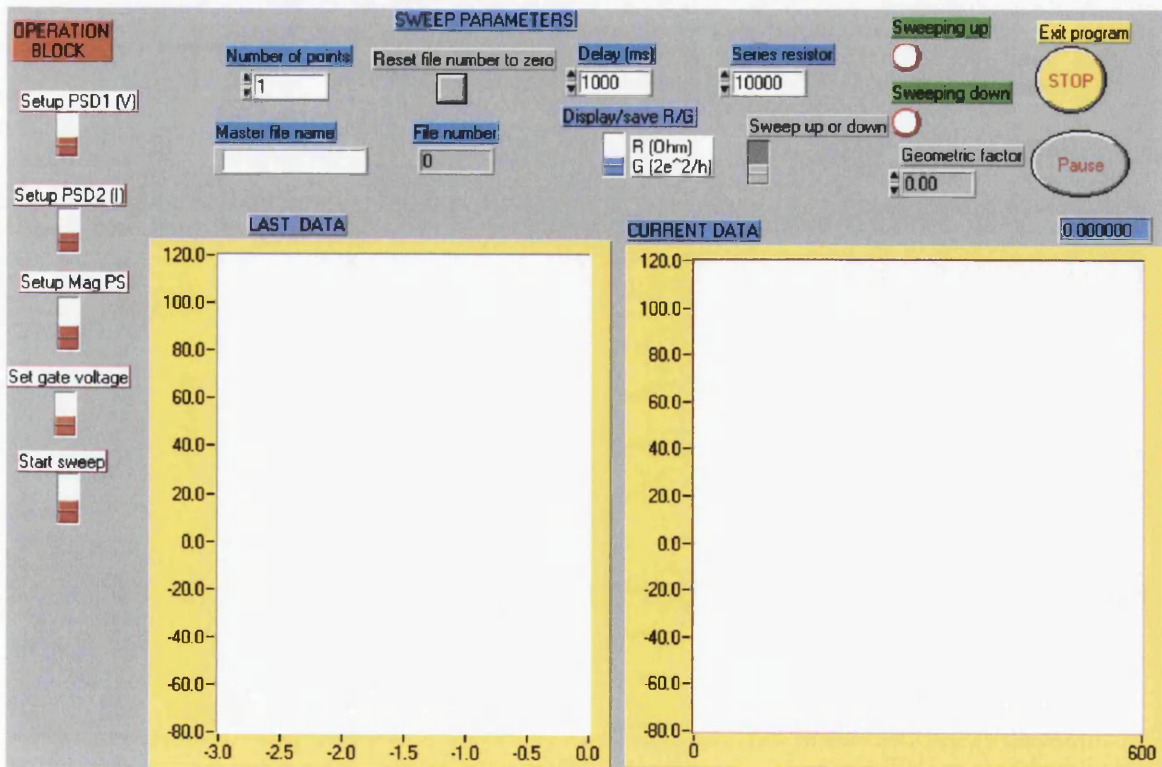 OPERATION
BLOCK
SWEEP PARAMETERS
Number of points
1
Reset file number to zero
Delay (ms)
1000
Series resistor
10000
Sweeping up
Sweeping down
Exit program
STOP
Pause
Master file name
File number
0
Display/save R/G
R (Ohm)
G (2e^2/h)
Sweep up or down
Geometric factor
0.00
Setup PSD1 (V)
Setup PSD2 (I)
Setup Mag PS
Set gate voltage
Start sweep
LAST DATA
120.0
100.0
80.0
60.0
40.0
20.0
0.0
-20.0
-40.0
-60.0
-80.0
-3.0 -2.5 -2.0 -1.5 -1.0 -0.5 0.0
CURRENT DATA
0.000000
120.0
100.0
80.0
60.0
40.0
20.0
0.0
-20.0
-40.0
-60.0
-80.0
0 600